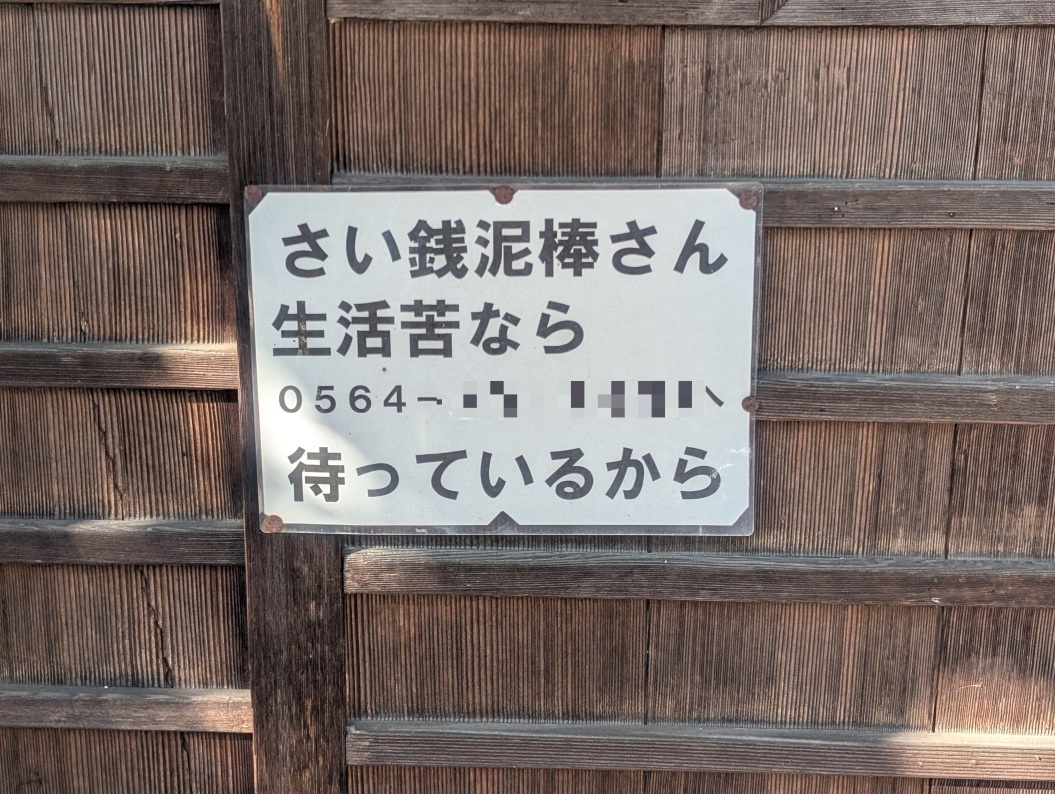 さい銭泥棒さん
生活苦なら
0564-
待っているから